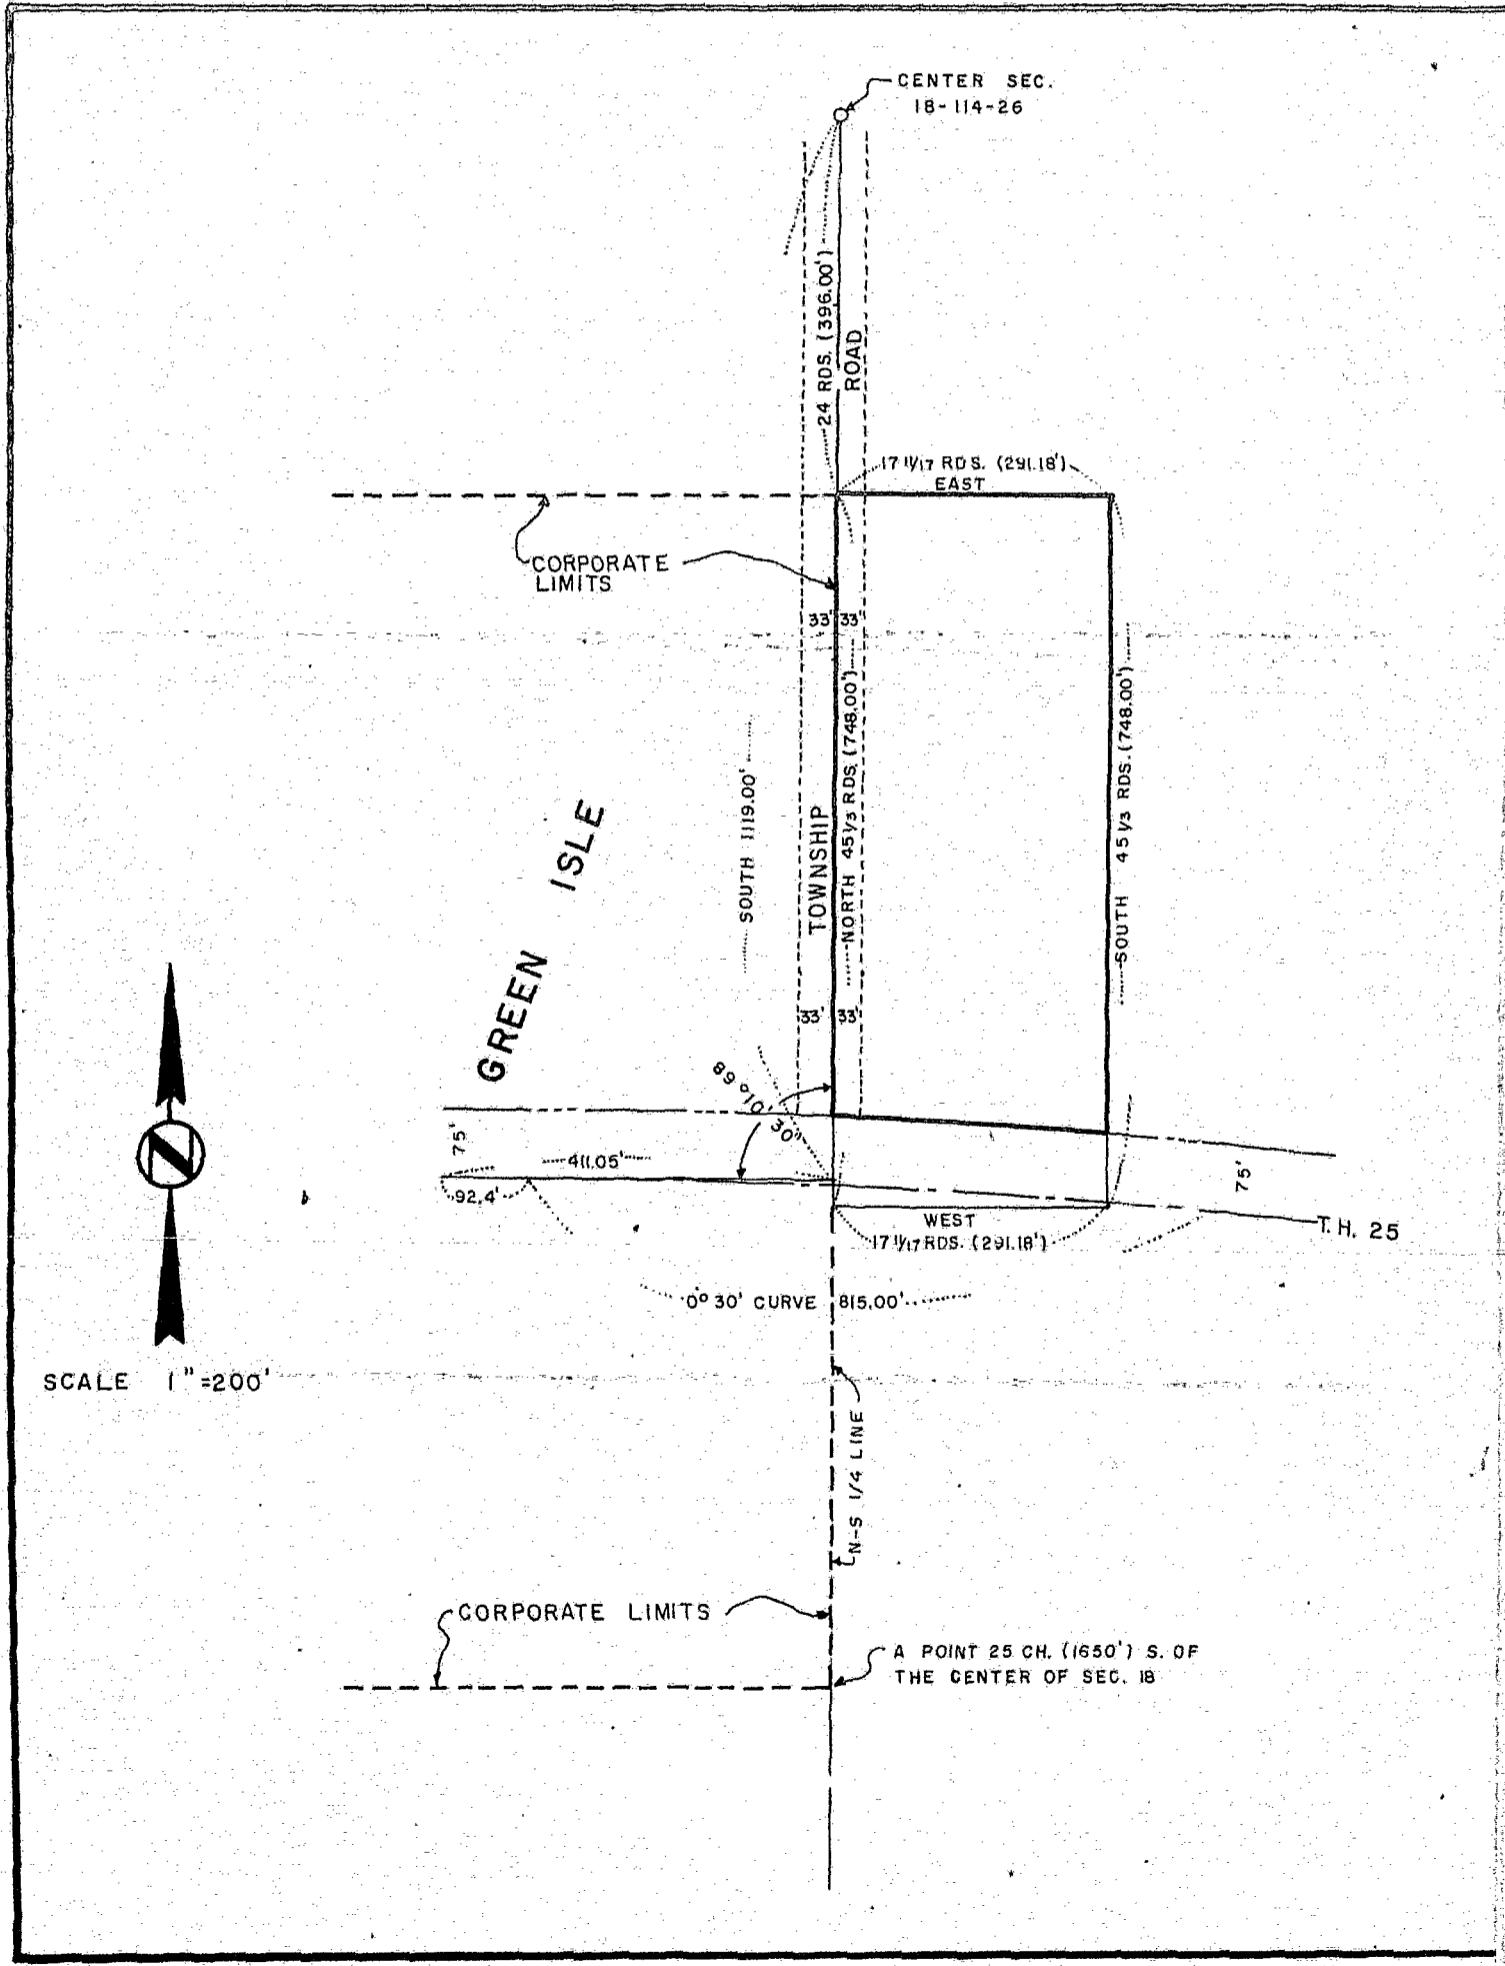 CENTER SEC.
18-114-26
24 RDS. (396.00')
ROAD
17 11/17 RDS. (291.18')
EAST
CORPORATE
LIMITS
33' 33'
SOUTH 1119.00'
TOWNSHIP
NORTH 45 1/3 RDS. (748.00')
SOUTH 45 1/3 RDS. (748.00')
GREEN ISLE
33' 33'
89° 01' 30"
75'
411.05'
92.4'
75'
N
WEST
17 11/17 RDS. (291.18')
T.H. 25
0° 30' CURVE 815.00'
SCALE 1"=200'
N-S 1/4 LINE
CORPORATE LIMITS
A POINT 25 CH. (1650') S. OF
THE CENTER OF SEC. 18